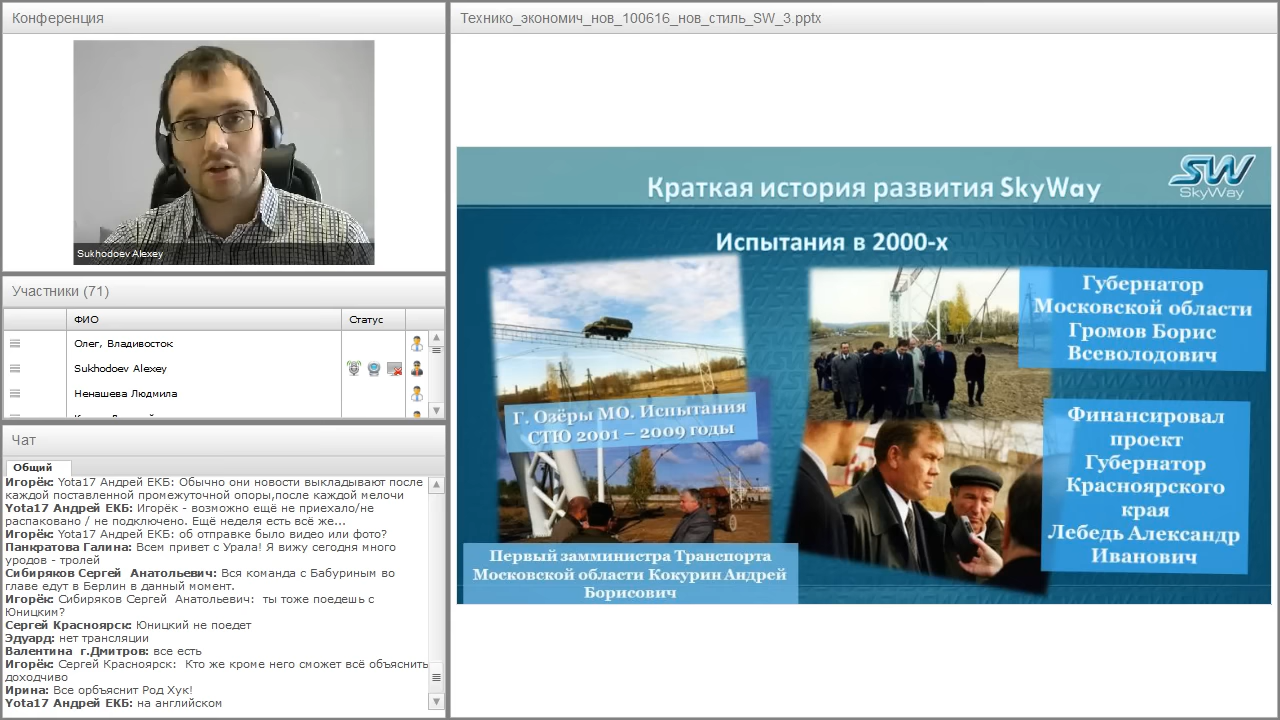 Конференция
Sukhodoev Alexey
Участники (71)
ФИО
Статус
Олег, Владивосток
Sukhodoev Alexey
Ненашева Людмила
Чат
Общий
Игорёк: Yota17 Андрей ЕКБ: Обычно они новости выкладывают после
каждой поставленной промежуточной опоры,после каждой мелочи
Yota17 Андрей ЕКБ: Игорёк - возможно ещё не приехало/не
распаковано / не подключено. Ещё неделя есть всё же...
Игорёк: Yota17 Андрей ЕКБ: об отправке было видео или фото?
Панкратова Галина: Всем привет с Урала! Я вижу сегодня много
уродов - тролей
Сибиряков Сергей Анатольевич: Вся команда с Бабуриным во
главе едут в Берлин в данный момент.
Игорёк: Сибиряков Сергей Анатольевич: ты тоже поедешь с
Юницким?
Сергей Красноярск: Юницкий не поедет
Эдуард: нет трансляции
Валентина г.Дмитров: все есть
Игорёк: Сергей Красноярск: Кто же кроме него сможет всё объяснить
доходчиво
Ирина: Все орбъяснит Род Хук!
Yota17 Андрей ЕКБ: на английском
Технико_экономич_нов_100616_нов_стиль_SW_3.pptx
Краткая история развития SkyWay
SW
SkyWay
Испытания в 2000-х
Г. Озёры МО. Испытания
СТЮ 2001 – 2009 годы
Первый замминистра Транспорта
Московской области Кокурин Андрей
Борисович
Губернатор
Московской области
Громов Борис
Всеволодович
Финансировал
проект
Губернатор
Красноярского
края
Лебедь Александр
Иванович